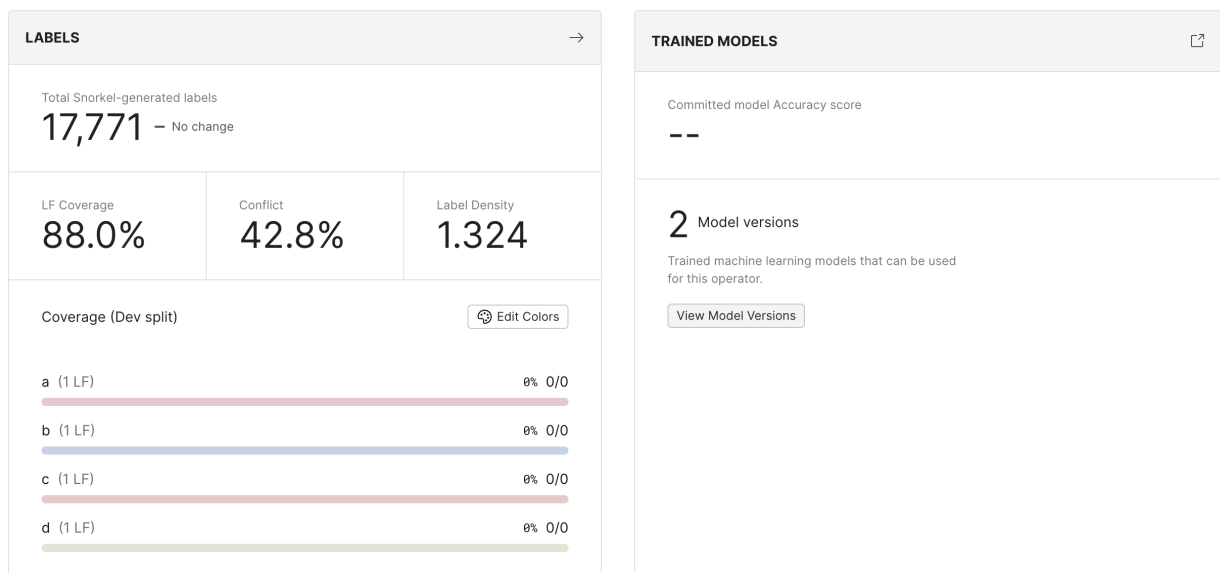 LABELS
Total Snorkel-generated labels
17,771 – No change
LF Coverage
88.0%
Conflict
42.8%
Label Density
1.324
Coverage (Dev split)
Edit Colors
a (1 LF) 0% 0/0
b (1 LF) 0% 0/0
c (1 LF) 0% 0/0
d (1 LF) 0% 0/0
TRAINED MODELS
Committed model Accuracy score
--
2 Model versions
Trained machine learning models that can be used
for this operator.
View Model Versions